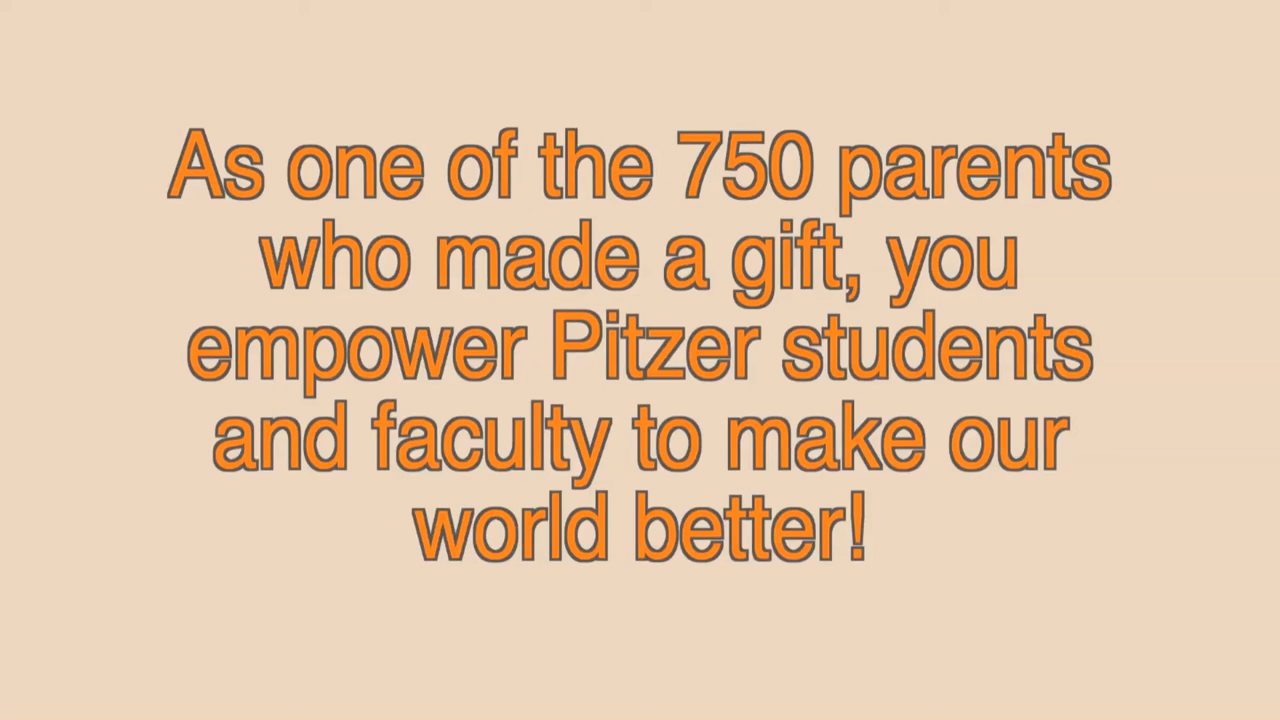 As one of the 750 parents
who made a gift, you
empower Pitzer students
and faculty to make our
world better!